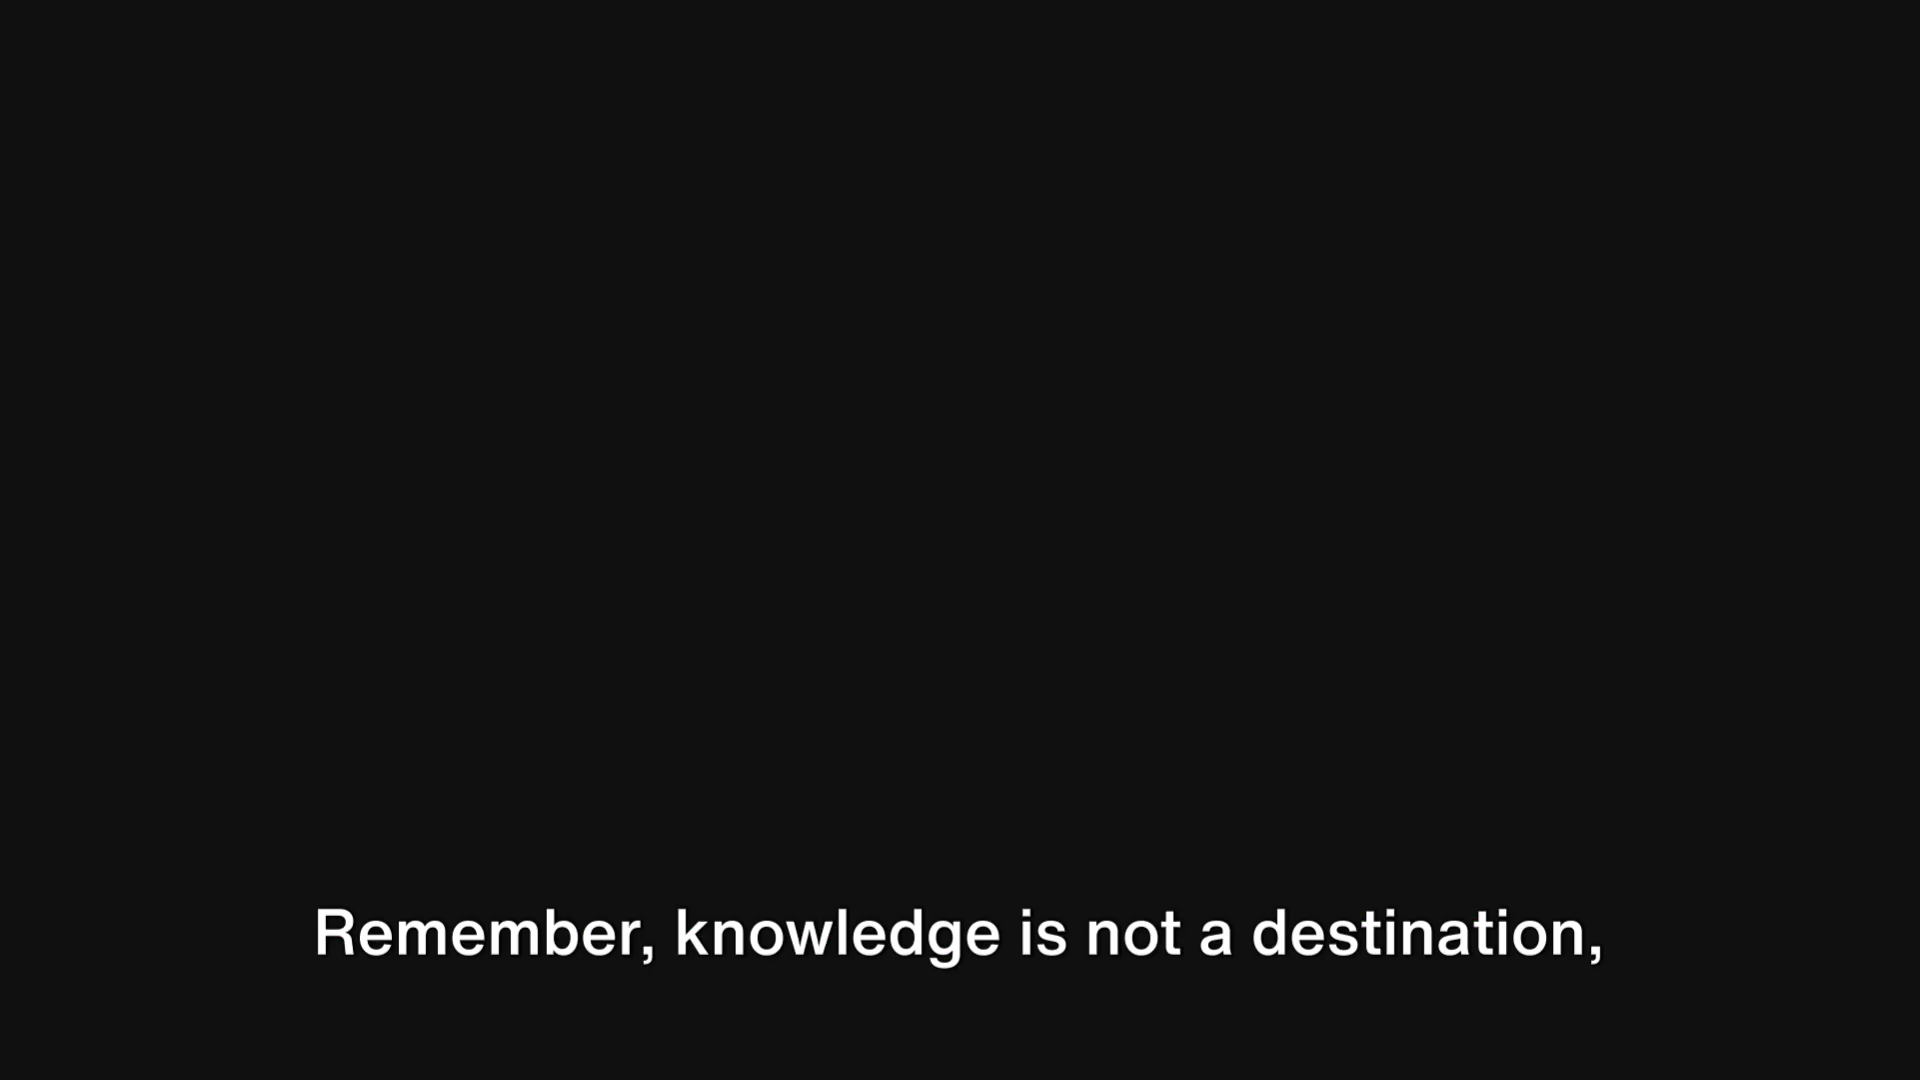 Remember, knowledge is not a destination,